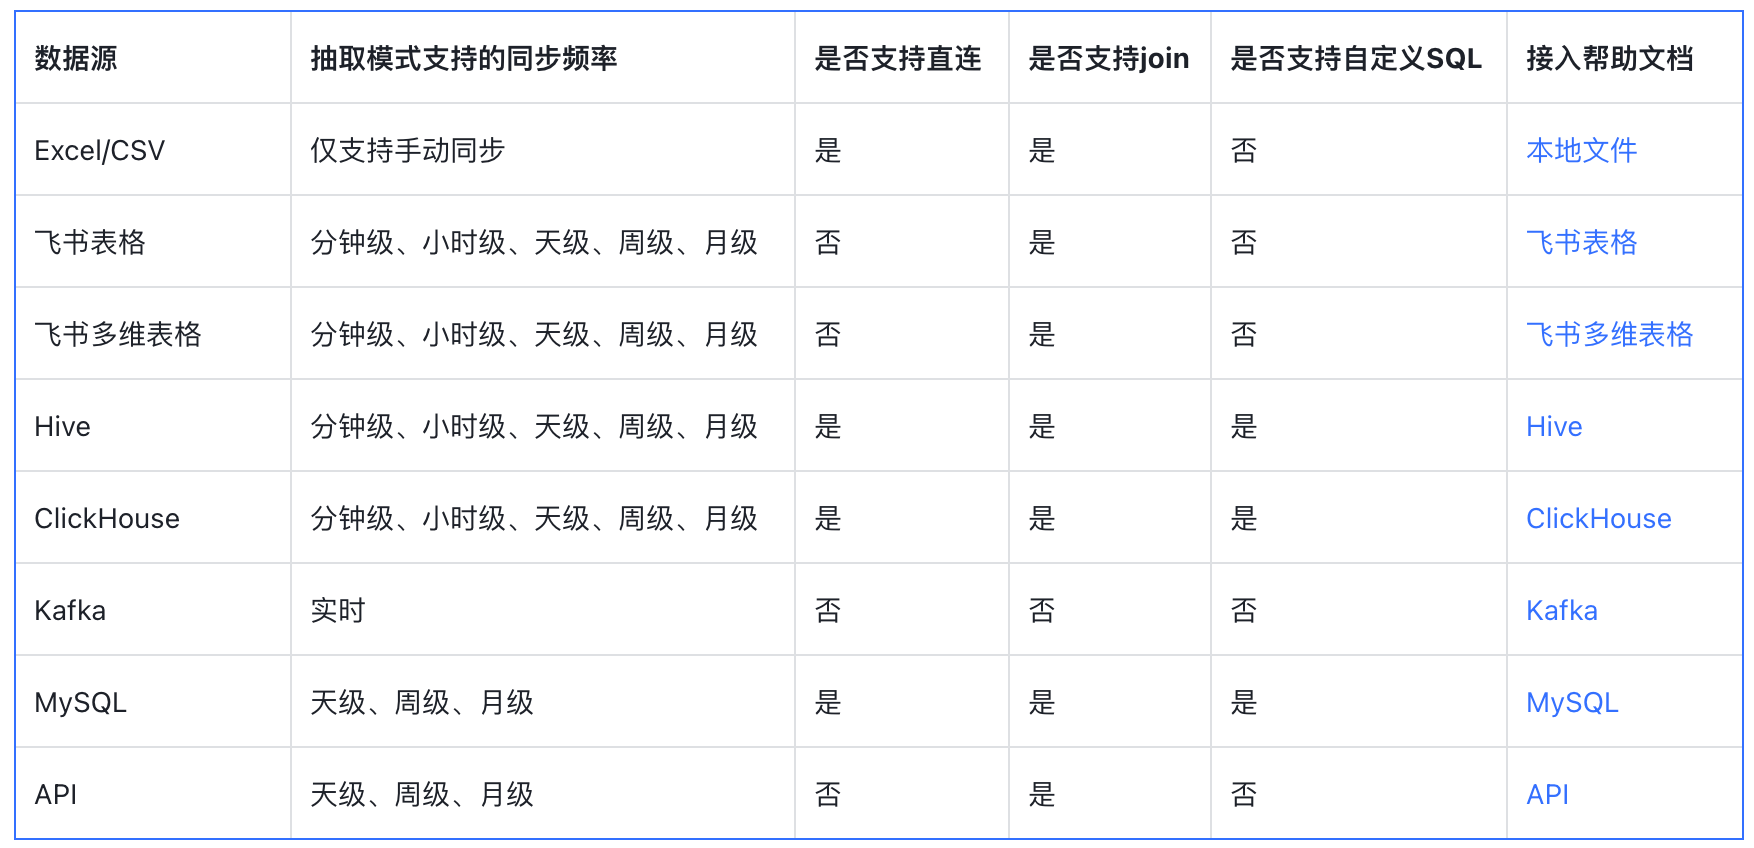 数据源 抽取模式支持的同步频率 是否支持直连 是否支持join 是否支持自定义SQL 接入帮助文档
Excel/CSV 仅支持手动同步 是 是 否 本地文件
飞书表格 分钟级、小时级、天级、周级、月级 否 是 否 飞书表格
飞书多维表格 分钟级、小时级、天级、周级、月级 否 是 否 飞书多维表格
Hive 分钟级、小时级、天级、周级、月级 是 是 是 Hive
ClickHouse 分钟级、小时级、天级、周级、月级 是 是 是 ClickHouse
Kafka 实时 否 否 否 Kafka
MySQL 天级、周级、月级 是 是 是 MySQL
API 天级、周级、月级 否 是 否 API